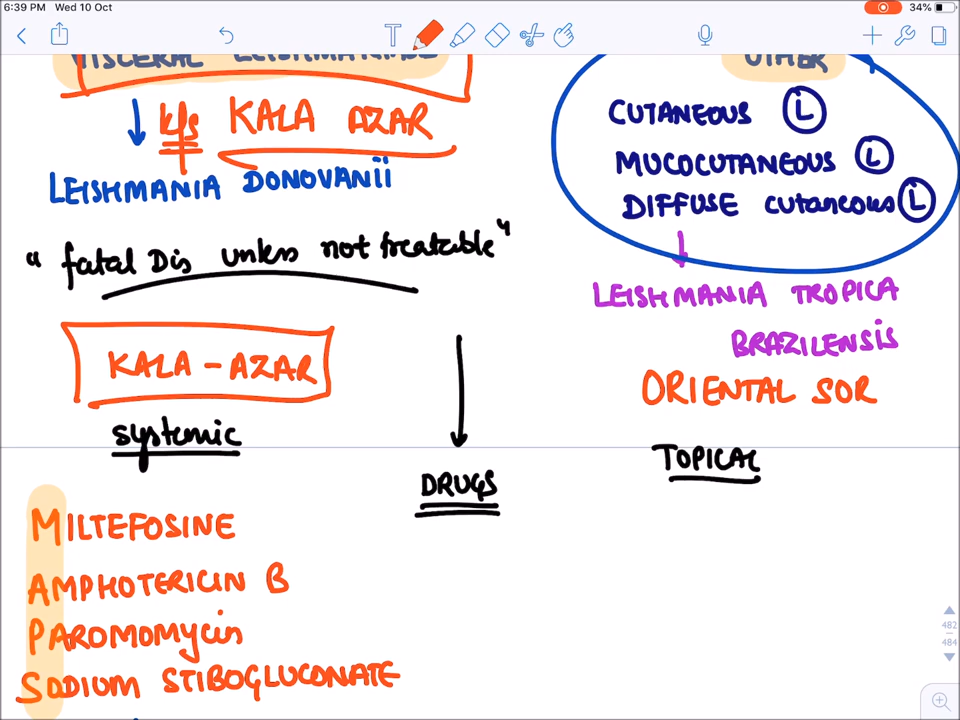 6:39 PM Wed 10 Oct
34%
T
VISCERAL LEISHMANIASIS
k/s KALA AZAR
LEISHMANIA DONOVANII
"fatal Dis unless not treatable"
OTHER
CUTANEOUS L
MUCOCUTANEOUS L
DIFFUSE cutaneous L
LEISHMANIA TROPICA
BRAZILENSIS
ORIENTAL SOR
KALA-AZAR
systemic
DRUGS
TOPICAL
MILTEFOSINE
AMPHOTERICIN B
PAROMOMYCIN
SODIUM STIBOGLUCONATE
482
484